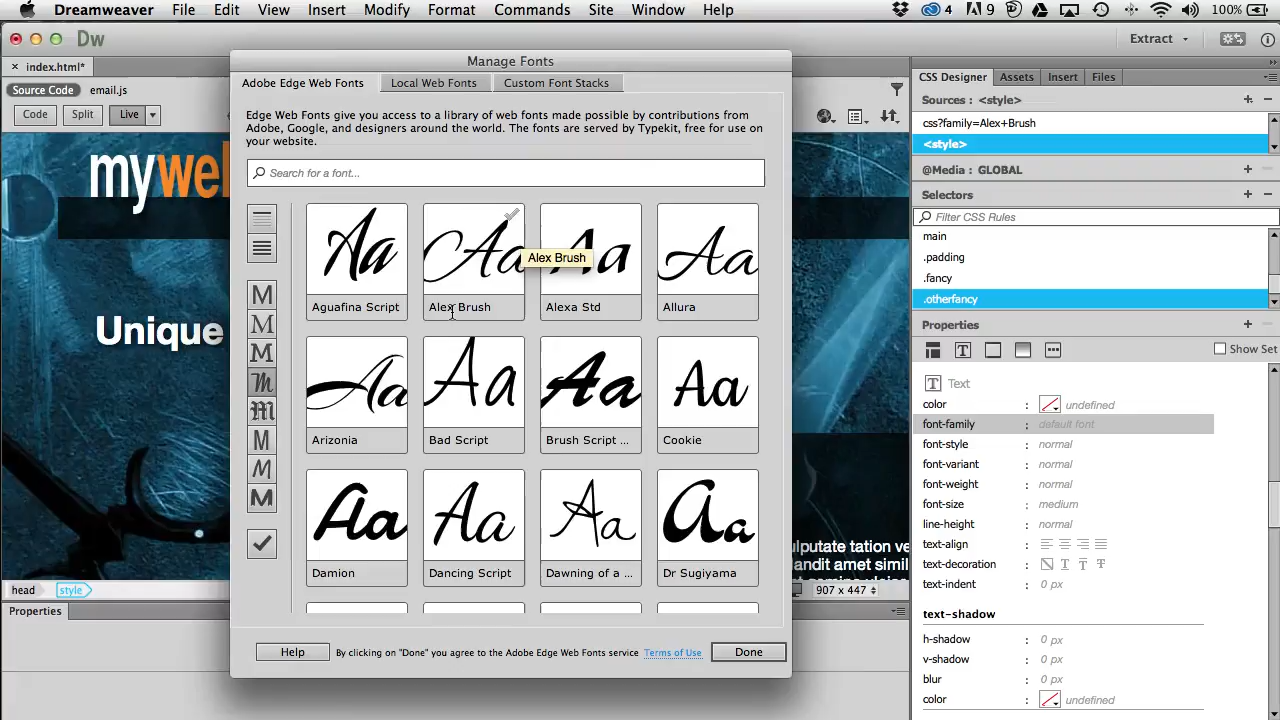 Dreamweaver File Edit View Insert Modify Format Commands Site Window Help 4 9 100%
Dw
Extract
× index.html*
Source Code email.js
Code Split Live
mywe
Unique
Manage Fonts
Adobe Edge Web Fonts Local Web Fonts Custom Font Stacks
Edge Web Fonts give you access to a library of web fonts made possible by contributions from
Adobe, Google, and designers around the world. The fonts are served by Typekit, free for use on
your website.
Search for a font...
M
M
M
M
M
M
M
M
Aa Aa Aa Aa
Alex Brush
Aguafina Script Alex Brush Alexa Std Allura
Aa Aa Aa Aa
Arizonia Bad Script Brush Script ... Cookie
Aa Aa Aa Aa
Damion Dancing Script Dawning of a ... Dr Sugiyama
Help By clicking on "Done" you agree to the Adobe Edge Web Fonts service Terms of Use Done
ulputate tation ve
andit amet simil
head style 907 x 447
Properties
CSS Designer Assets Insert Files
Sources : <style> + −
css?family=Alex+Brush
<style>
@Media : GLOBAL + −
Selectors + −
Filter CSS Rules
main
.padding
.fancy
.otherfancy
Properties +
T Show Set
T Text
color : undefined
font-family : default font
font-style : normal
font-variant : normal
font-weight : normal
font-size : medium
line-height : normal
text-align :
text-decoration : T T T
text-indent : 0 px
text-shadow
h-shadow : 0 px
v-shadow : 0 px
blur : 0 px
color : undefined